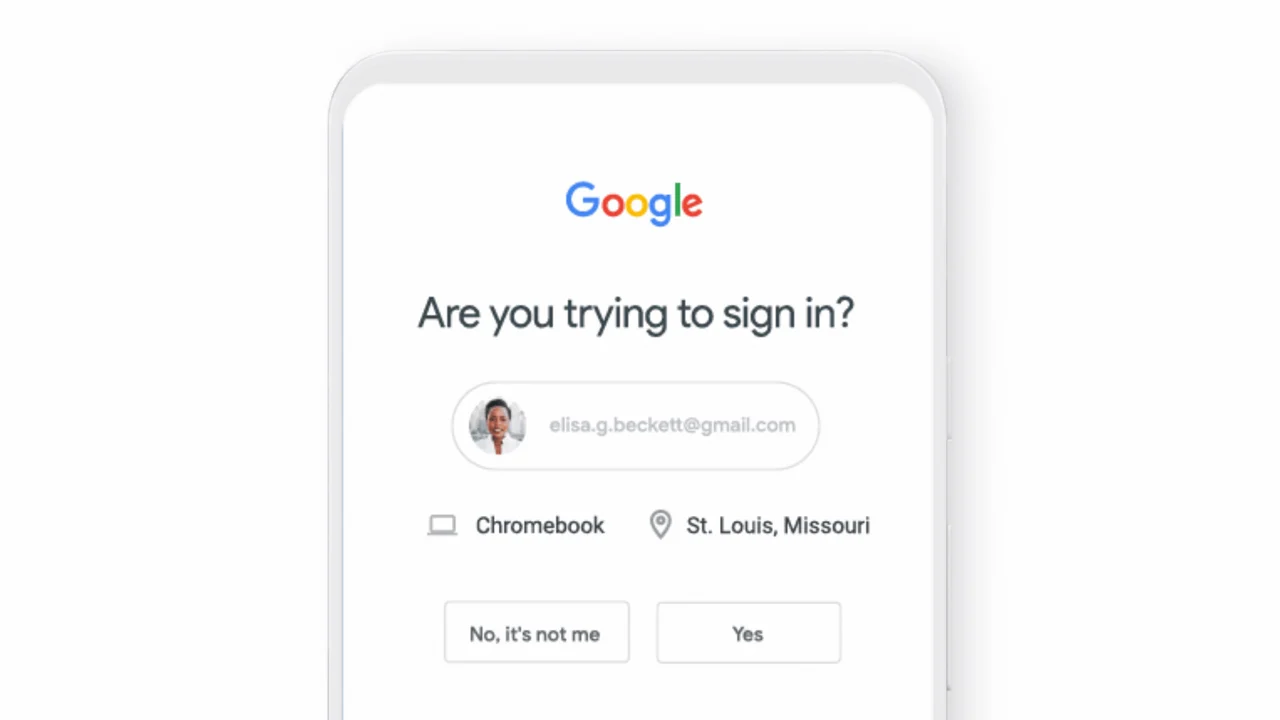 Google
Are you trying to sign in?
elisa.g.beckett@gmail.com
Chromebook St. Louis, Missouri
No, it's not me Yes